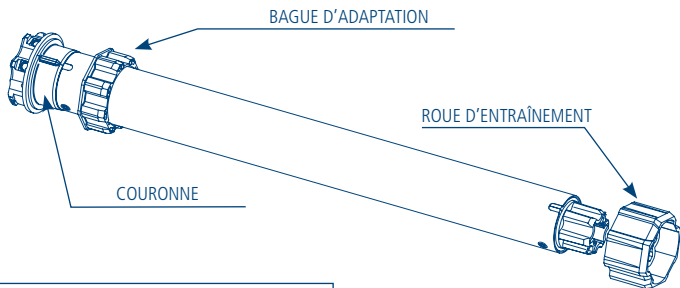 BAGUE D’ADAPTATION
ROUE D’ENTRAÎNEMENT
COURONNE